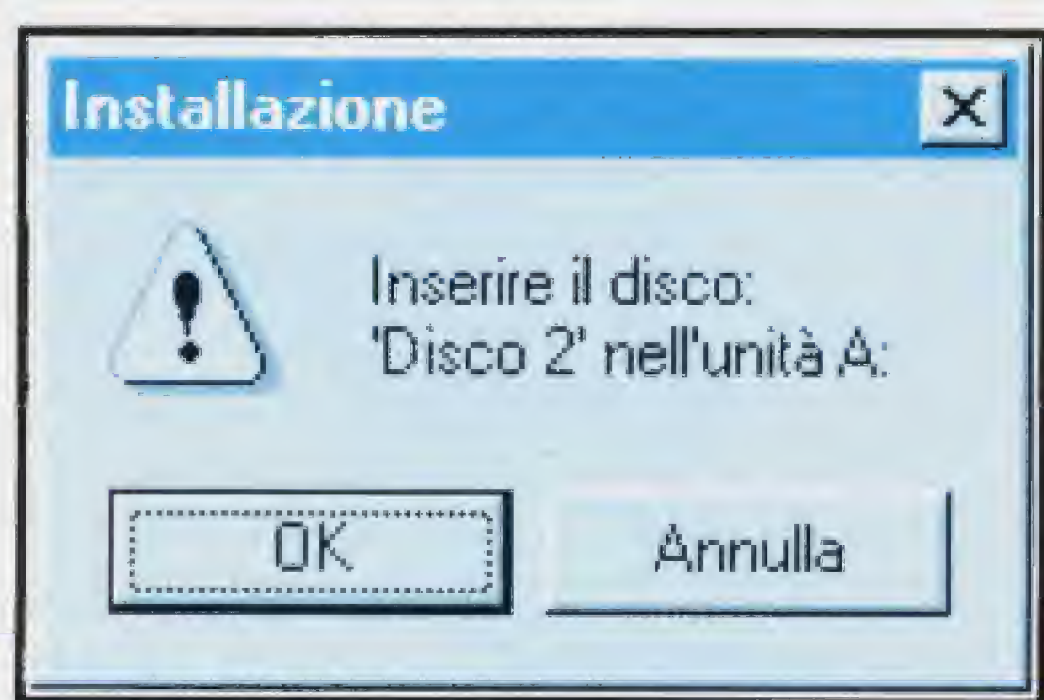 Installazione
Inserire il disco:
'Disco 2' nell'unità A:
OK
Annulla